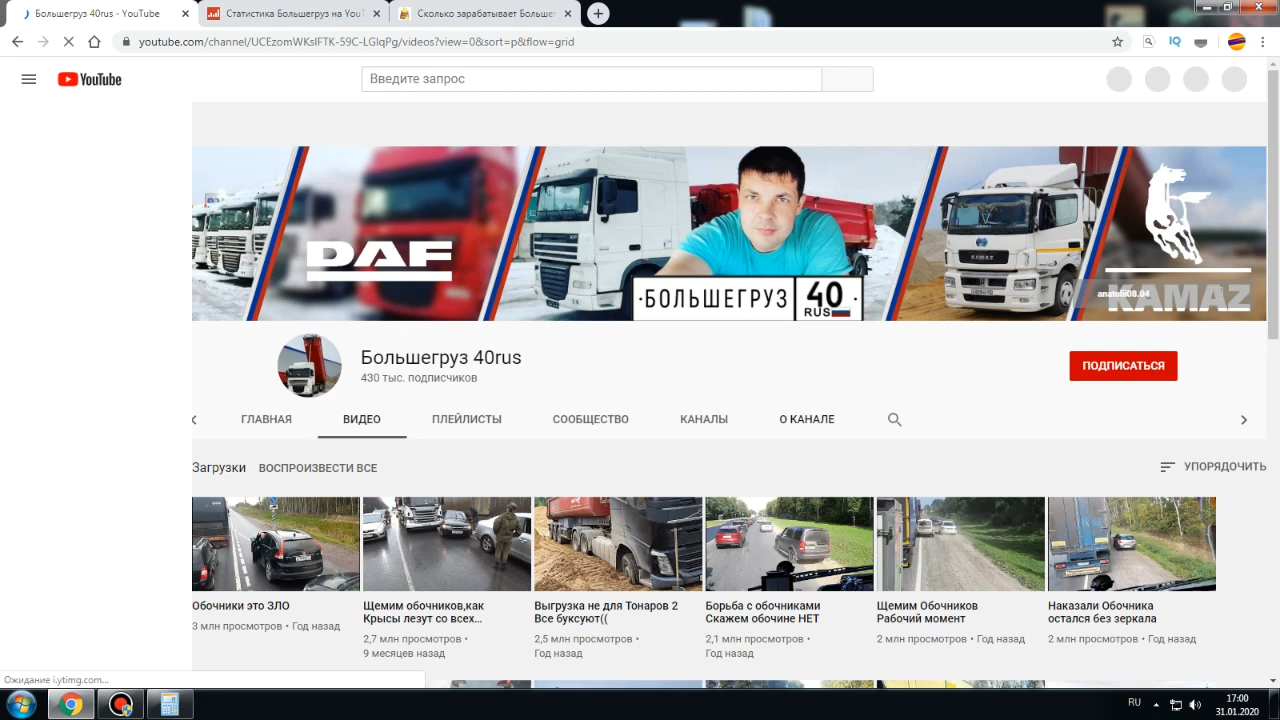 Большегруз 40rus - YouTube
Статистика Большегруз на YouT
Сколько зарабатывает Большег
youtube.com/channel/UCEzomWKsIFTK-59C-LGlqPg/videos?view=0&sort=p&flow=grid
YouTube
Введите запрос
DAF
БОЛЬШЕГРУЗ 40
RUS
KAMAZ
anatolii08.04
KAMAZ
Большегруз 40rus
430 тыс. подписчиков
ПОДПИСАТЬСЯ
ГЛАВНАЯ ВИДЕО ПЛЕЙЛИСТЫ СООБЩЕСТВО КАНАЛЫ О КАНАЛЕ
Загрузки ВОСПРОИЗВЕСТИ ВСЕ УПОРЯДОЧИТЬ
Обочники это ЗЛО
3 млн просмотров • Год назад
Щемим обочников,как
Крысы лезут со всех...
2,7 млн просмотров •
9 месяцев назад
Выгрузка не для Тонаров 2
Все буксуют((
2,5 млн просмотров •
Год назад
Борьба с обочниками
Скажем обочине НЕТ
2,1 млн просмотров •
Год назад
Щемим Обочников
Рабочий момент
2 млн просмотров • Год назад
Наказали Обочника
остался без зеркала
2 млн просмотров • Год назад
Ожидание i.ytimg.com...
RU
17:00
31.01.2020